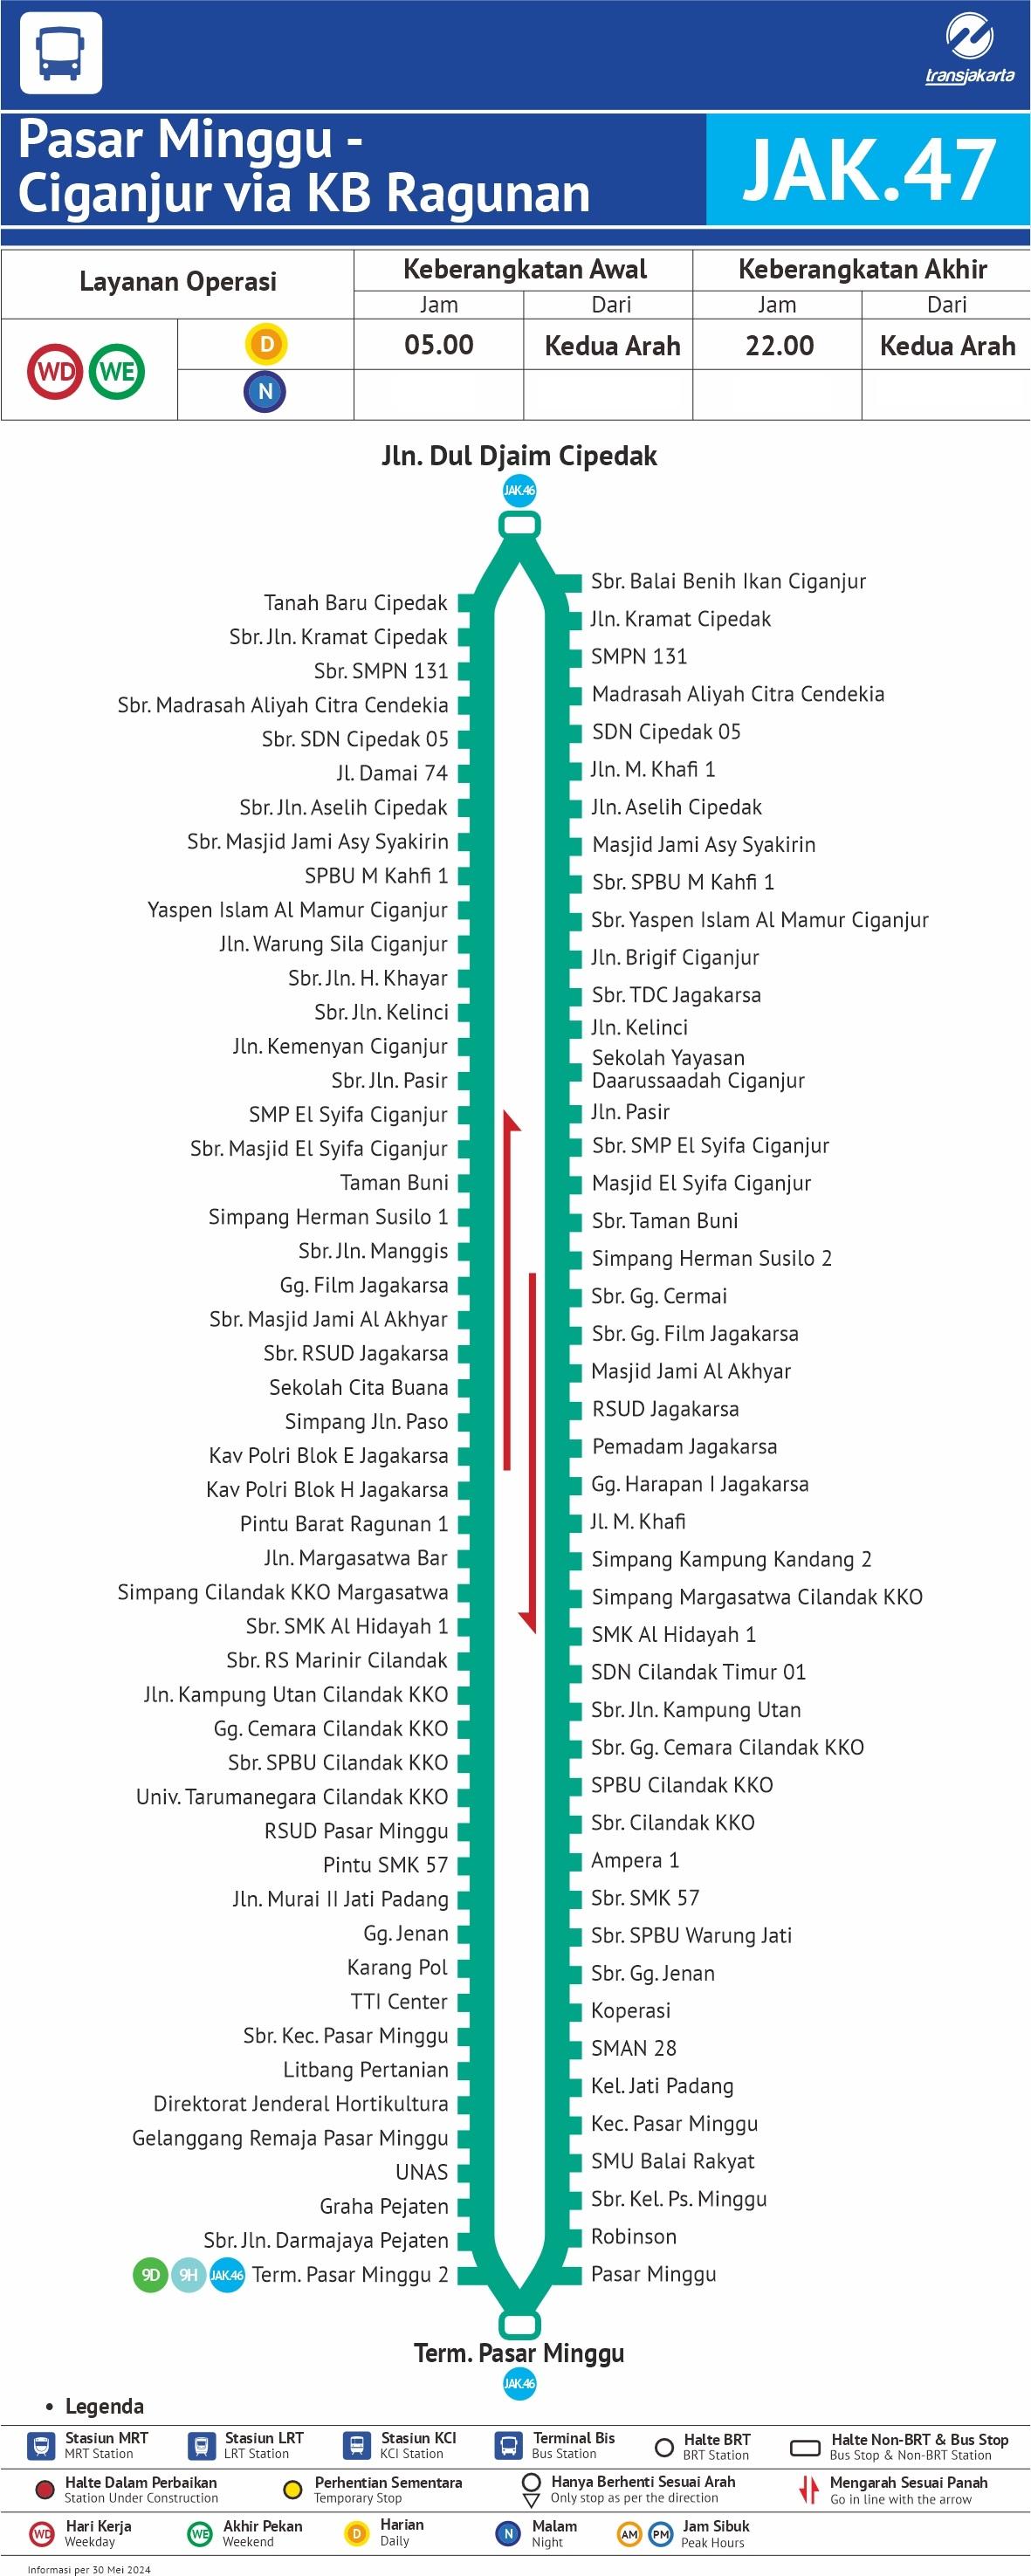 transjakarta
Pasar Minggu -
Ciganjur via KB Ragunan
JAK.47
Layanan Operasi
Keberangkatan Awal
Keberangkatan Akhir
Jam
Dari
Jam
Dari
WD WE
D
05.00
Kedua Arah
22.00
Kedua Arah
N
Jln. Dul Djaim Cipedak
JAK.46
Tanah Baru Cipedak
Sbr. Jln. Kramat Cipedak
Sbr. SMPN 131
Sbr. Madrasah Aliyah Citra Cendekia
Sbr. SDN Cipedak 05
Jl. Damai 74
Sbr. Jln. Aselih Cipedak
Sbr. Masjid Jami Asy Syakirin
SPBU M Kahfi 1
Yaspen Islam Al Mamur Ciganjur
Jln. Warung Sila Ciganjur
Sbr. Jln. H. Khayar
Sbr. Jln. Kelinci
Jln. Kemenyan Ciganjur
Sbr. Jln. Pasir
SMP El Syifa Ciganjur
Sbr. Masjid El Syifa Ciganjur
Taman Buni
Simpang Herman Susilo 1
Sbr. Jln. Manggis
Gg. Film Jagakarsa
Sbr. Masjid Jami Al Akhyar
Sbr. RSUD Jagakarsa
Sekolah Cita Buana
Simpang Jln. Paso
Kav Polri Blok E Jagakarsa
Kav Polri Blok H Jagakarsa
Pintu Barat Ragunan 1
Jln. Margasatwa Bar
Simpang Cilandak KKO Margasatwa
Sbr. SMK Al Hidayah 1
Sbr. RS Marinir Cilandak
Jln. Kampung Utan Cilandak KKO
Gg. Cemara Cilandak KKO
Sbr. SPBU Cilandak KKO
Univ. Tarumanegara Cilandak KKO
RSUD Pasar Minggu
Pintu SMK 57
Jln. Murai II Jati Padang
Gg. Jenan
Karang Pol
TTI Center
Sbr. Kec. Pasar Minggu
Litbang Pertanian
Direktorat Jenderal Hortikultura
Gelanggang Remaja Pasar Minggu
UNAS
Graha Pejaten
Sbr. Jln. Darmajaya Pejaten
9D 9H JAK.46 Term. Pasar Minggu 2
Sbr. Balai Benih Ikan Ciganjur
Jln. Kramat Cipedak
SMPN 131
Madrasah Aliyah Citra Cendekia
SDN Cipedak 05
Jln. M. Khafi 1
Jln. Aselih Cipedak
Masjid Jami Asy Syakirin
Sbr. SPBU M Kahfi 1
Sbr. Yaspen Islam Al Mamur Ciganjur
Jln. Brigif Ciganjur
Sbr. TDC Jagakarsa
Jln. Kelinci
Sekolah Yayasan
Daarussaadah Ciganjur
Jln. Pasir
Sbr. SMP El Syifa Ciganjur
Masjid El Syifa Ciganjur
Sbr. Taman Buni
Simpang Herman Susilo 2
Sbr. Gg. Cermai
Sbr. Gg. Film Jagakarsa
Masjid Jami Al Akhyar
RSUD Jagakarsa
Pemadam Jagakarsa
Gg. Harapan I Jagakarsa
Jl. M. Khafi
Simpang Kampung Kandang 2
Simpang Margasatwa Cilandak KKO
SMK Al Hidayah 1
SDN Cilandak Timur 01
Sbr. Jln. Kampung Utan
Sbr. Gg. Cemara Cilandak KKO
SPBU Cilandak KKO
Sbr. Cilandak KKO
Ampera 1
Sbr. SMK 57
Sbr. SPBU Warung Jati
Sbr. Gg. Jenan
Koperasi
SMAN 28
Kel. Jati Padang
Kec. Pasar Minggu
SMU Balai Rakyat
Sbr. Kel. Ps. Minggu
Robinson
Pasar Minggu
Term. Pasar Minggu
JAK.46
• Legenda
Stasiun MRT
MRT Station
Stasiun LRT
LRT Station
Stasiun KCI
KCI Station
Terminal Bis
Bus Station
Halte BRT
BRT Station
Halte Non-BRT & Bus Stop
Bus Stop & Non-BRT Station
Halte Dalam Perbaikan
Station Under Construction
Perhentian Sementara
Temporary Stop
Hanya Berhenti Sesuai Arah
Only stop as per the direction
Mengarah Sesuai Panah
Go in line with the arrow
WD
Hari Kerja
Weekday
WE
Akhir Pekan
Weekend
D
Harian
Daily
N
Malam
Night
AM PM
Jam Sibuk
Peak Hours
Informasi per 30 Mei 2024